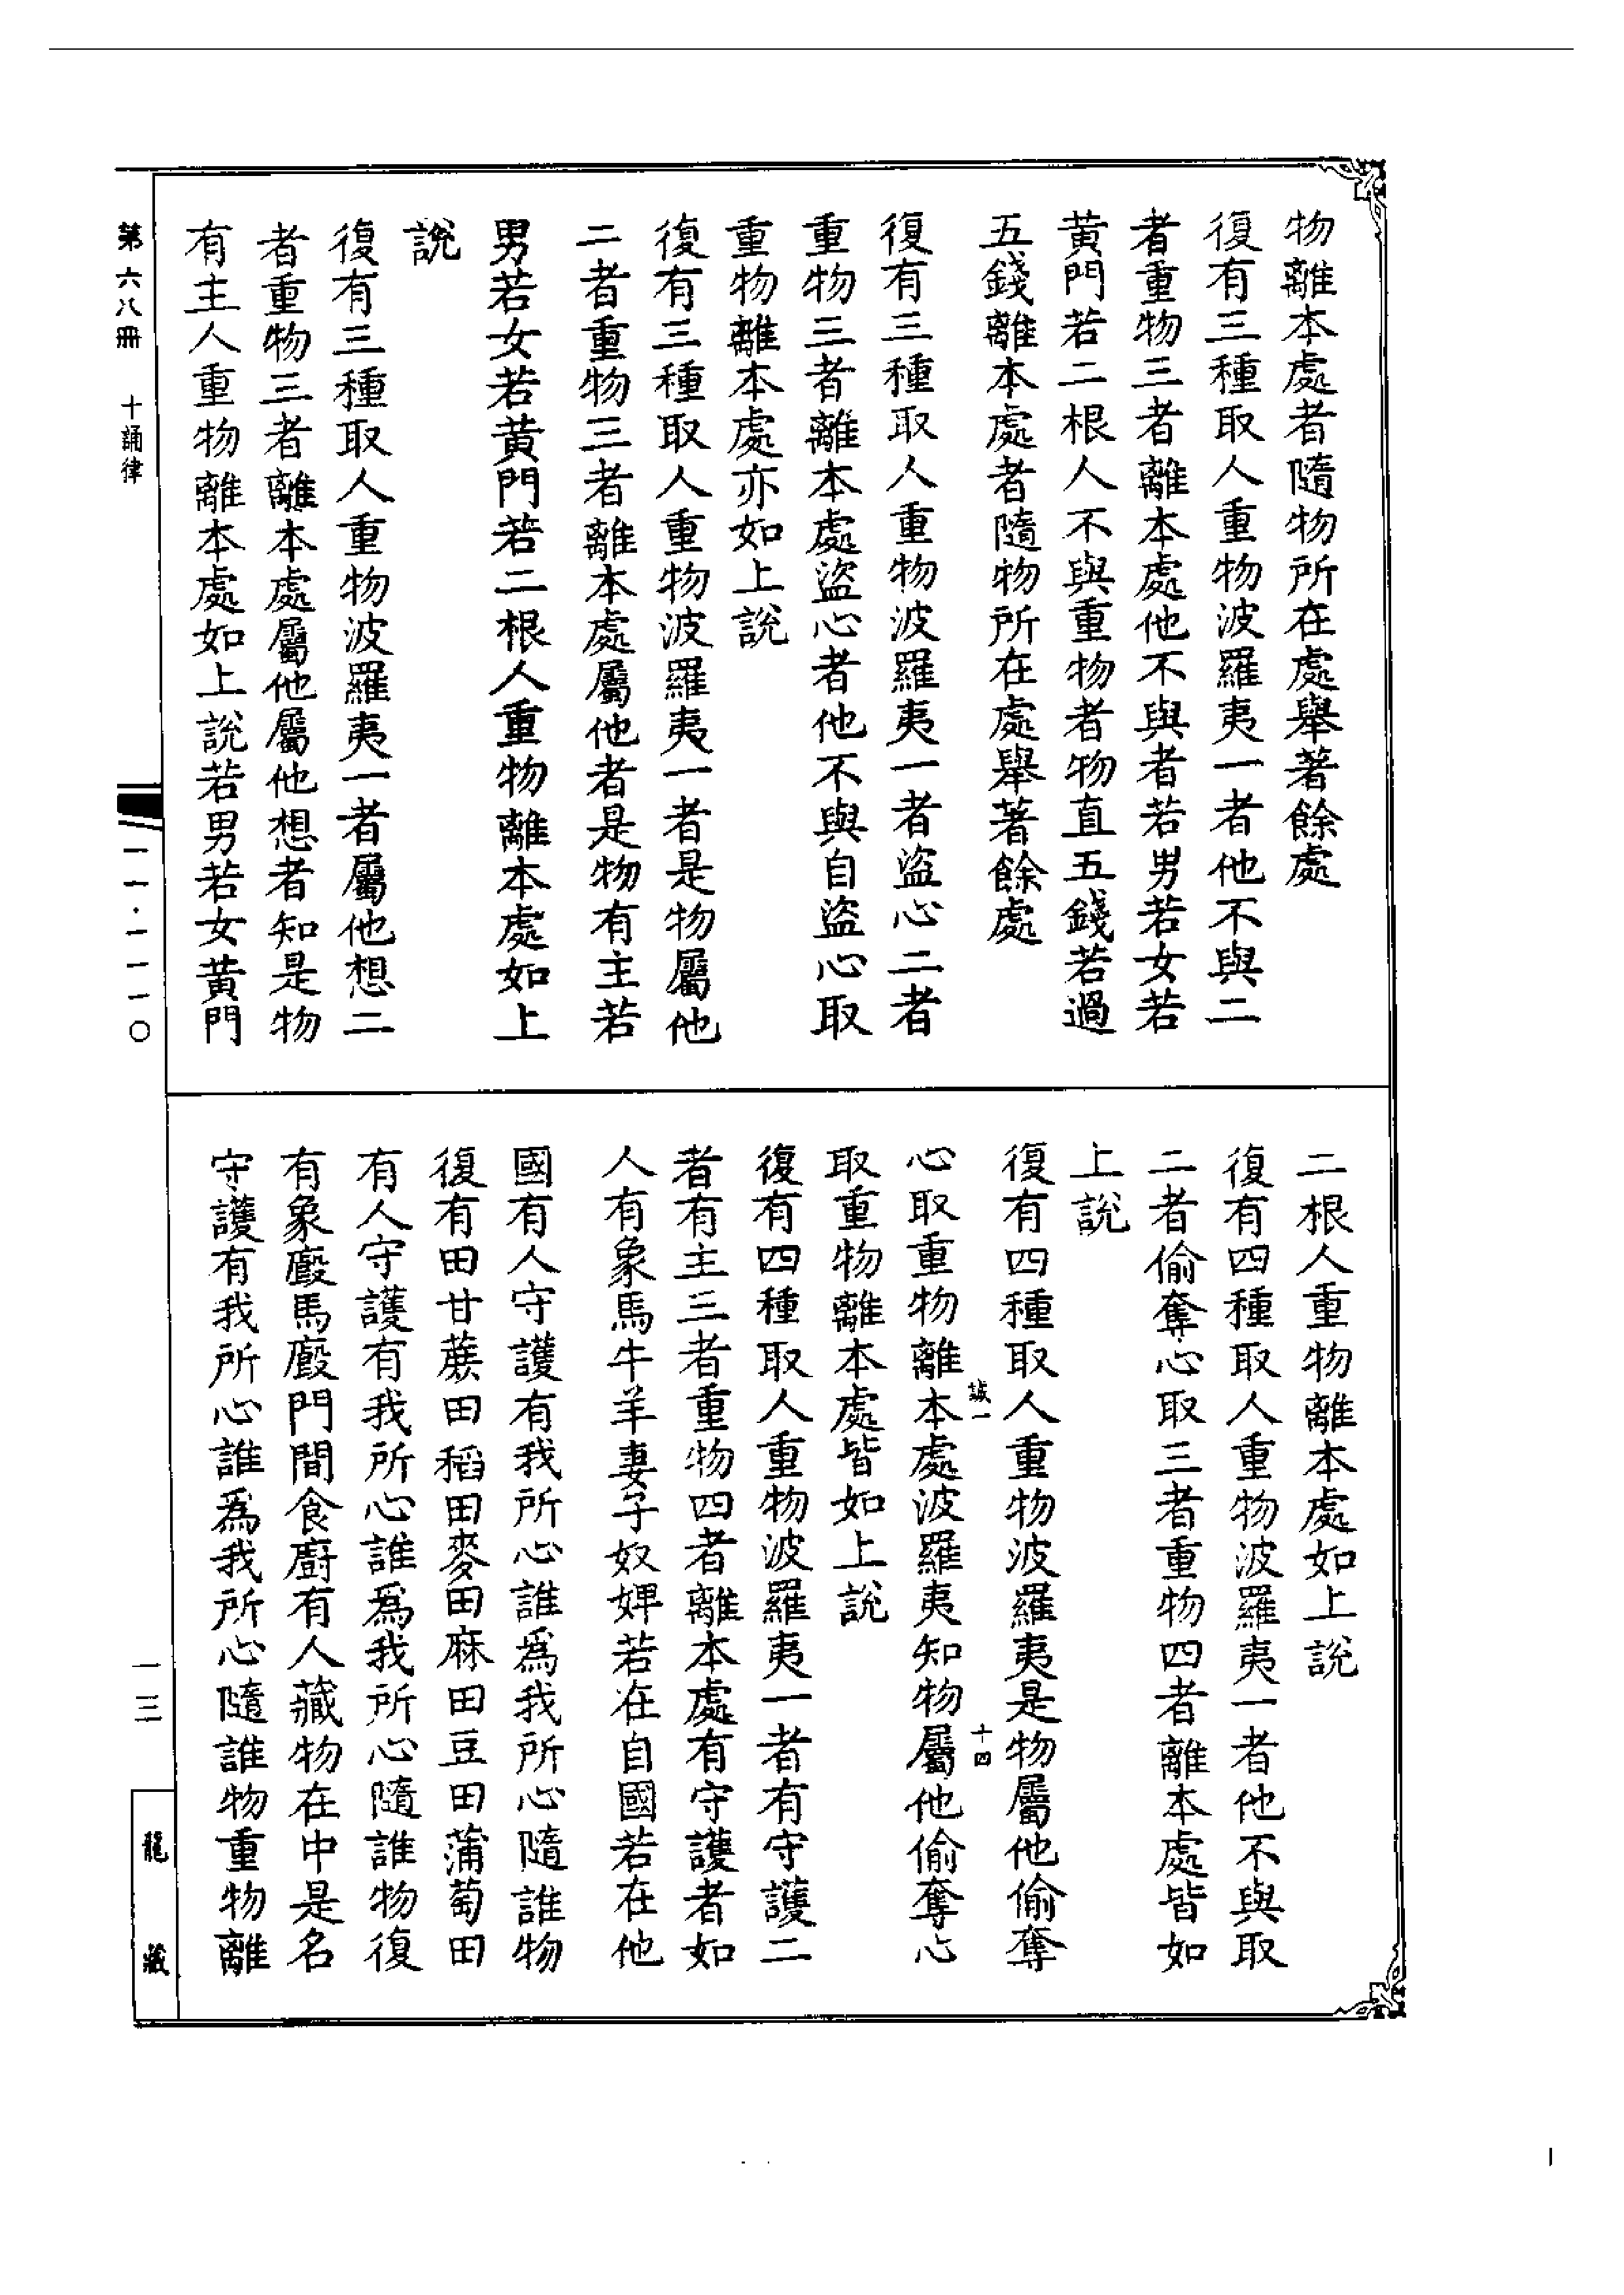 物離本處者隨物所在處舉著餘處
復有三種取人重物波羅夷一者他不與二
者重物三者離本處他不與者若男若女若
黃門若二根人不與重物者物直五錢若過
五錢離本處者隨物所在處舉著餘處
復有三種取人重物波羅夷一者盜心二者
重物三者離本處盜心者他不與自盜心取
重物離本處亦如上說
復有三種取人重物波羅夷一者是物屬他
二者重物三者離本處屬他者是物有主若
男若女若黃門若二根人重物離本處如上
說
復有三種取人重物波羅夷一者屬他想二
者重物三者離本處屬他屬他想者知是物
有主人重物離本處如上說若男若女黃門
二根人重物離本處如上說
復有四種取人重物波羅夷一者他不與取
二者偷奪心取三者重物四者離本處皆如
上說
復有四種取人重物波羅夷是物屬他偷奪
誠一 十四
心取重物離本處波羅夷知物屬他偷奪心
取重物離本處皆如上說
復有四種取人重物波羅夷一者有守護二
者有主三者重物四者離本處有守護者如
人有象馬牛羊妻子奴婢若在自國若在他
國有人守護有我所心誰為我所心隨誰物
復有田甘蔗田稻田麥田麻田豆田蒲萄田
有人守護有我所心誰為我所心隨誰物復
有象廄馬廄門間食廚有人藏物在中是名
守護有我所心誰為我所心隨誰物重物離
第六八冊 十誦律 一一一·一一一〇 一三 龍藏